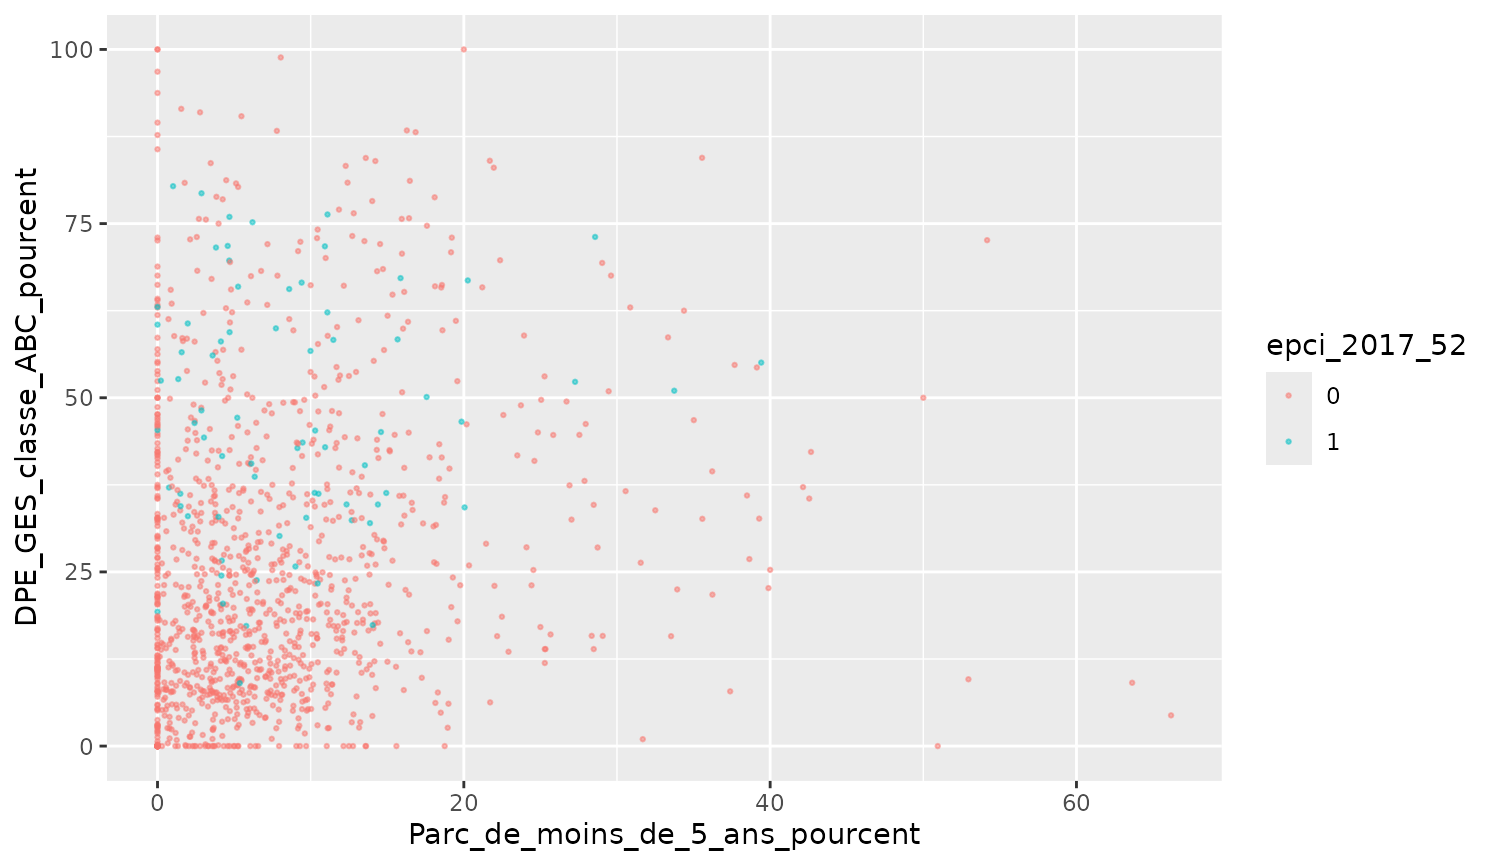 100
75
50
25
0
DPE_GES_classe_ABC_pourcent
0 20 40 60
Parc_de_moins_de_5_ans_pourcent
epci_2017_52
0
1